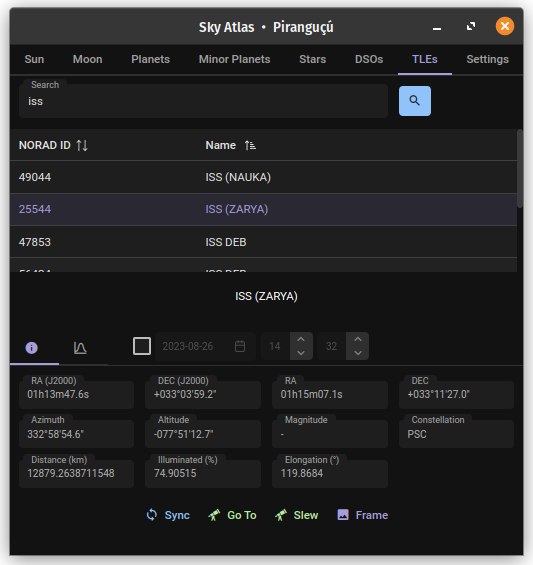 Sky Atlas • Piranguçú
Sun Moon Planets Minor Planets Stars DSOs TLEs Settings
Search
iss
NORAD ID Name
49044 ISS (NAUKA)
25544 ISS (ZARYA)
47853 ISS DEB
ISS (ZARYA)
2023-08-26 14 32
RA (J2000) DEC (J2000) RA DEC
01h13m47.6s +033°03'59.2" 01h15m07.1s +033°11'27.0"
Azimuth Altitude Magnitude Constellation
332°58'54.6" -077°51'12.7" - PSC
Distance (km) Illuminated (%) Elongation (°)
12879.2638711548 74.90515 119.8684
Sync Go To Slew Frame